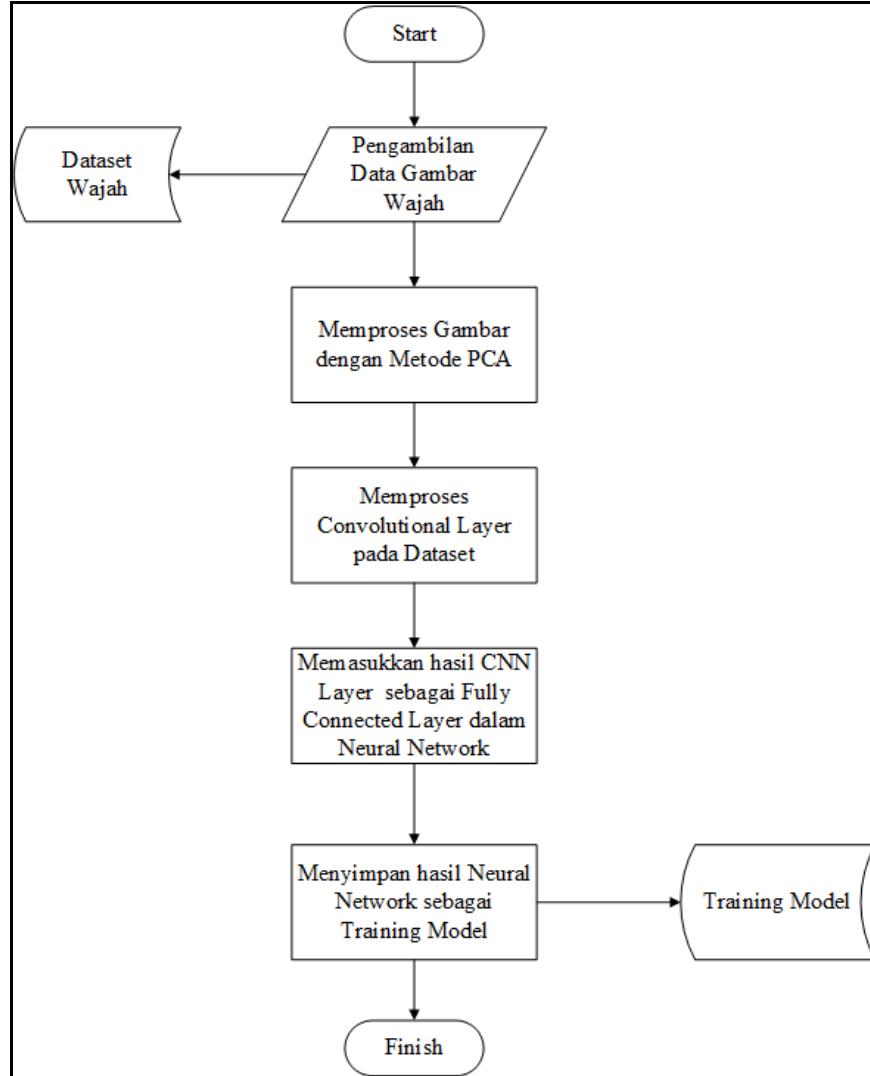 Start
Dataset
Wajah
Pengambilan
Data Gambar
Wajah
Memproses Gambar
dengan Metode PCA
Memproses
Convolutional Layer
pada Dataset
Memasukkan hasil CNN
Layer sebagai Fully
Connected Layer dalam
Neural Network
Menyimpan hasil Neural
Network sebagai
Training Model
Training Model
Finish